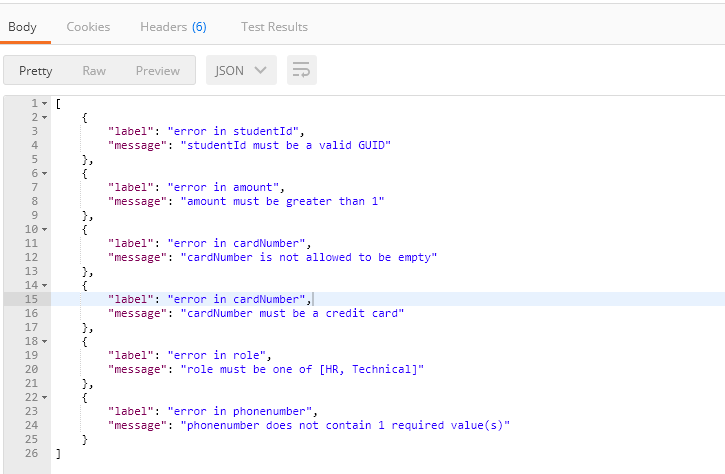 Body Cookies Headers (6) Test Results
Pretty Raw Preview JSON
1 [
2 {
3 "label": "error in studentId",
4 "message": "studentId must be a valid GUID"
5 },
6 {
7 "label": "error in amount",
8 "message": "amount must be greater than 1"
9 },
10 {
11 "label": "error in cardNumber",
12 "message": "cardNumber is not allowed to be empty"
13 },
14 {
15 "label": "error in cardNumber",
16 "message": "cardNumber must be a credit card"
17 },
18 {
19 "label": "error in role",
20 "message": "role must be one of [HR, Technical]"
21 },
22 {
23 "label": "error in phonenumber",
24 "message": "phonenumber does not contain 1 required value(s)"
25 }
26 ]